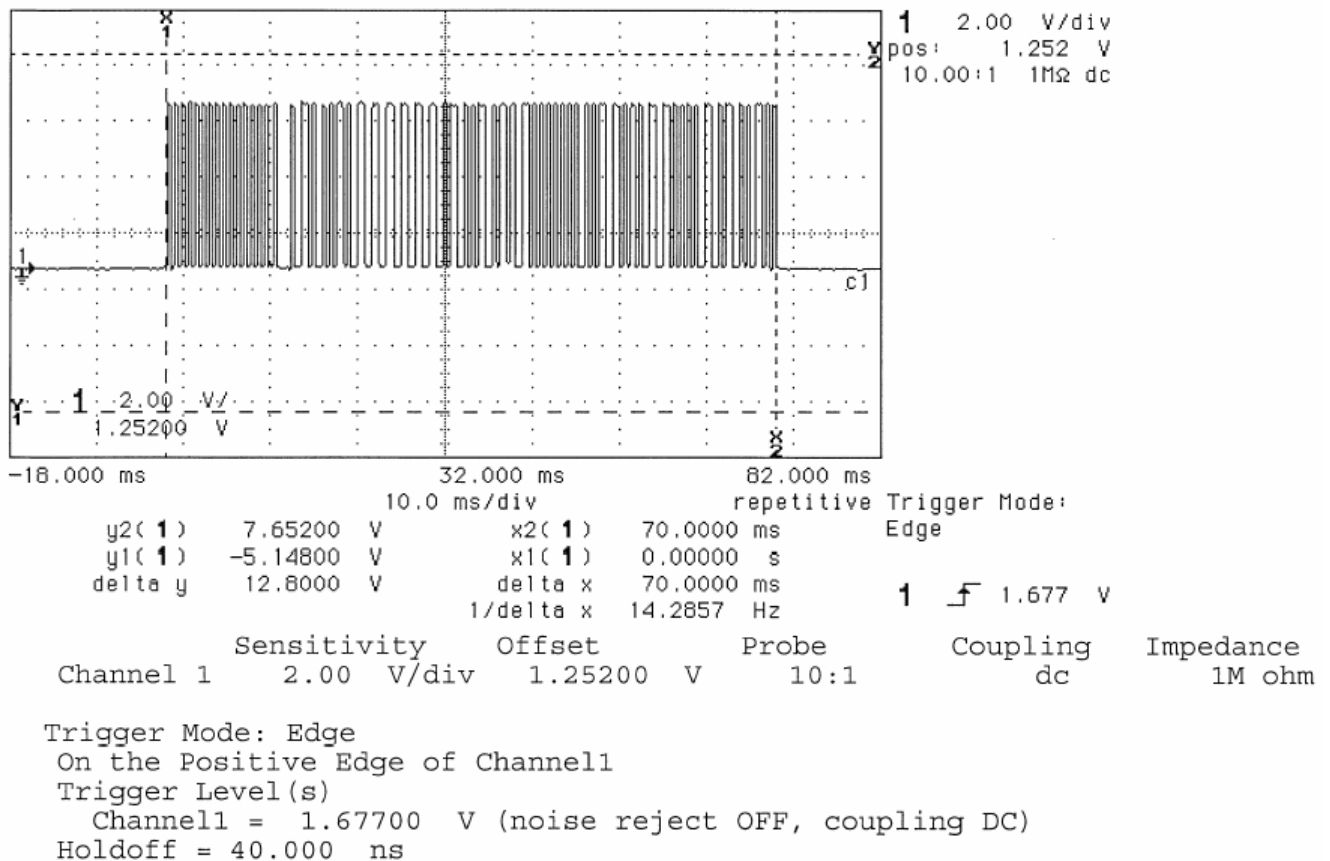 X
1
1 2.00 V/div
Y
2
pos: 1.252 V
10.00:1 1MΩ dc
1
c1
Y
1
1 2.00 V/
1.25200 V
X
2
-18.000 ms 32.000 ms 82.000 ms
10.0 ms/div repetitive Trigger Mode:
y2(1) 7.65200 V x2(1) 70.0000 ms Edge
y1(1) -5.14800 V x1(1) 0.00000 s
delta y 12.8000 V delta x 70.0000 ms
1/delta x 14.2857 Hz
1 1.677 V
Sensitivity Offset Probe Coupling Impedance
Channel 1 2.00 V/div 1.25200 V 10:1 dc 1M ohm
Trigger Mode: Edge
On the Positive Edge of Channel1
Trigger Level(s)
Channel1 = 1.67700 V (noise reject OFF, coupling DC)
Holdoff = 40.000 ns